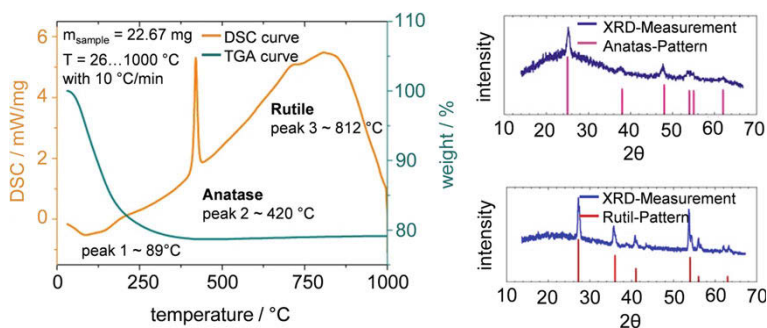 m_sample = 22.67 mg
T = 26...1000 °C
with 10 °C/min
DSC curve
TGA curve
Rutile
peak 3 ~ 812 °C
Anatase
peak 2 ~ 420 °C
peak 1 ~ 89°C
DSC / mW/mg
6
4
2
0
weight / %
110
100
90
80
0 250 500 750 1000
temperature / °C
XRD-Measurement
Anatas-Pattern
intensity
10 20 30 40 50 60 70
2θ
XRD-Measurement
Rutil-Pattern
intensity
10 20 30 40 50 60 70
2θ